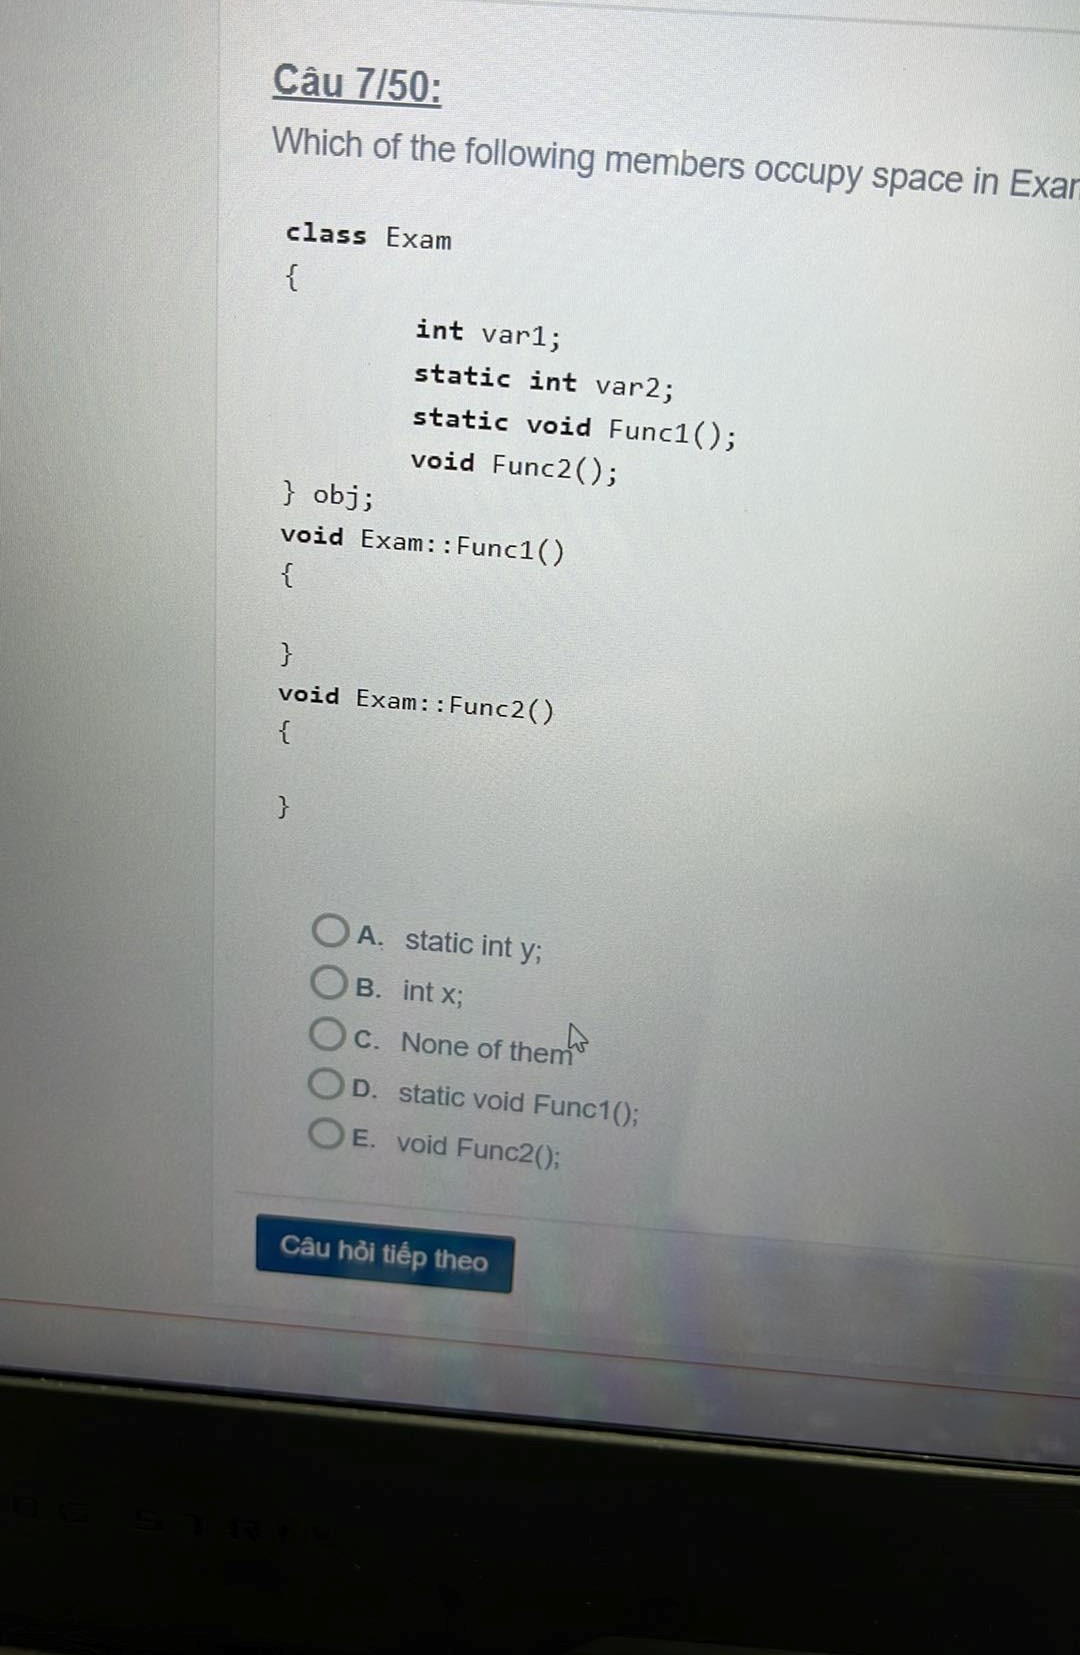 Câu 7/50:
Which of the following members occupy space in
class Exam
{
int var1;
static int var2;
static void Func1();
void Func2();
} obj;
void Exam::Func1()
{
}
void Exam::Func2()
{
}
A. static int y;
B. int x;
C. None of them
D. static void Func1();
E. void Func2();
Câu hỏi tiếp theo